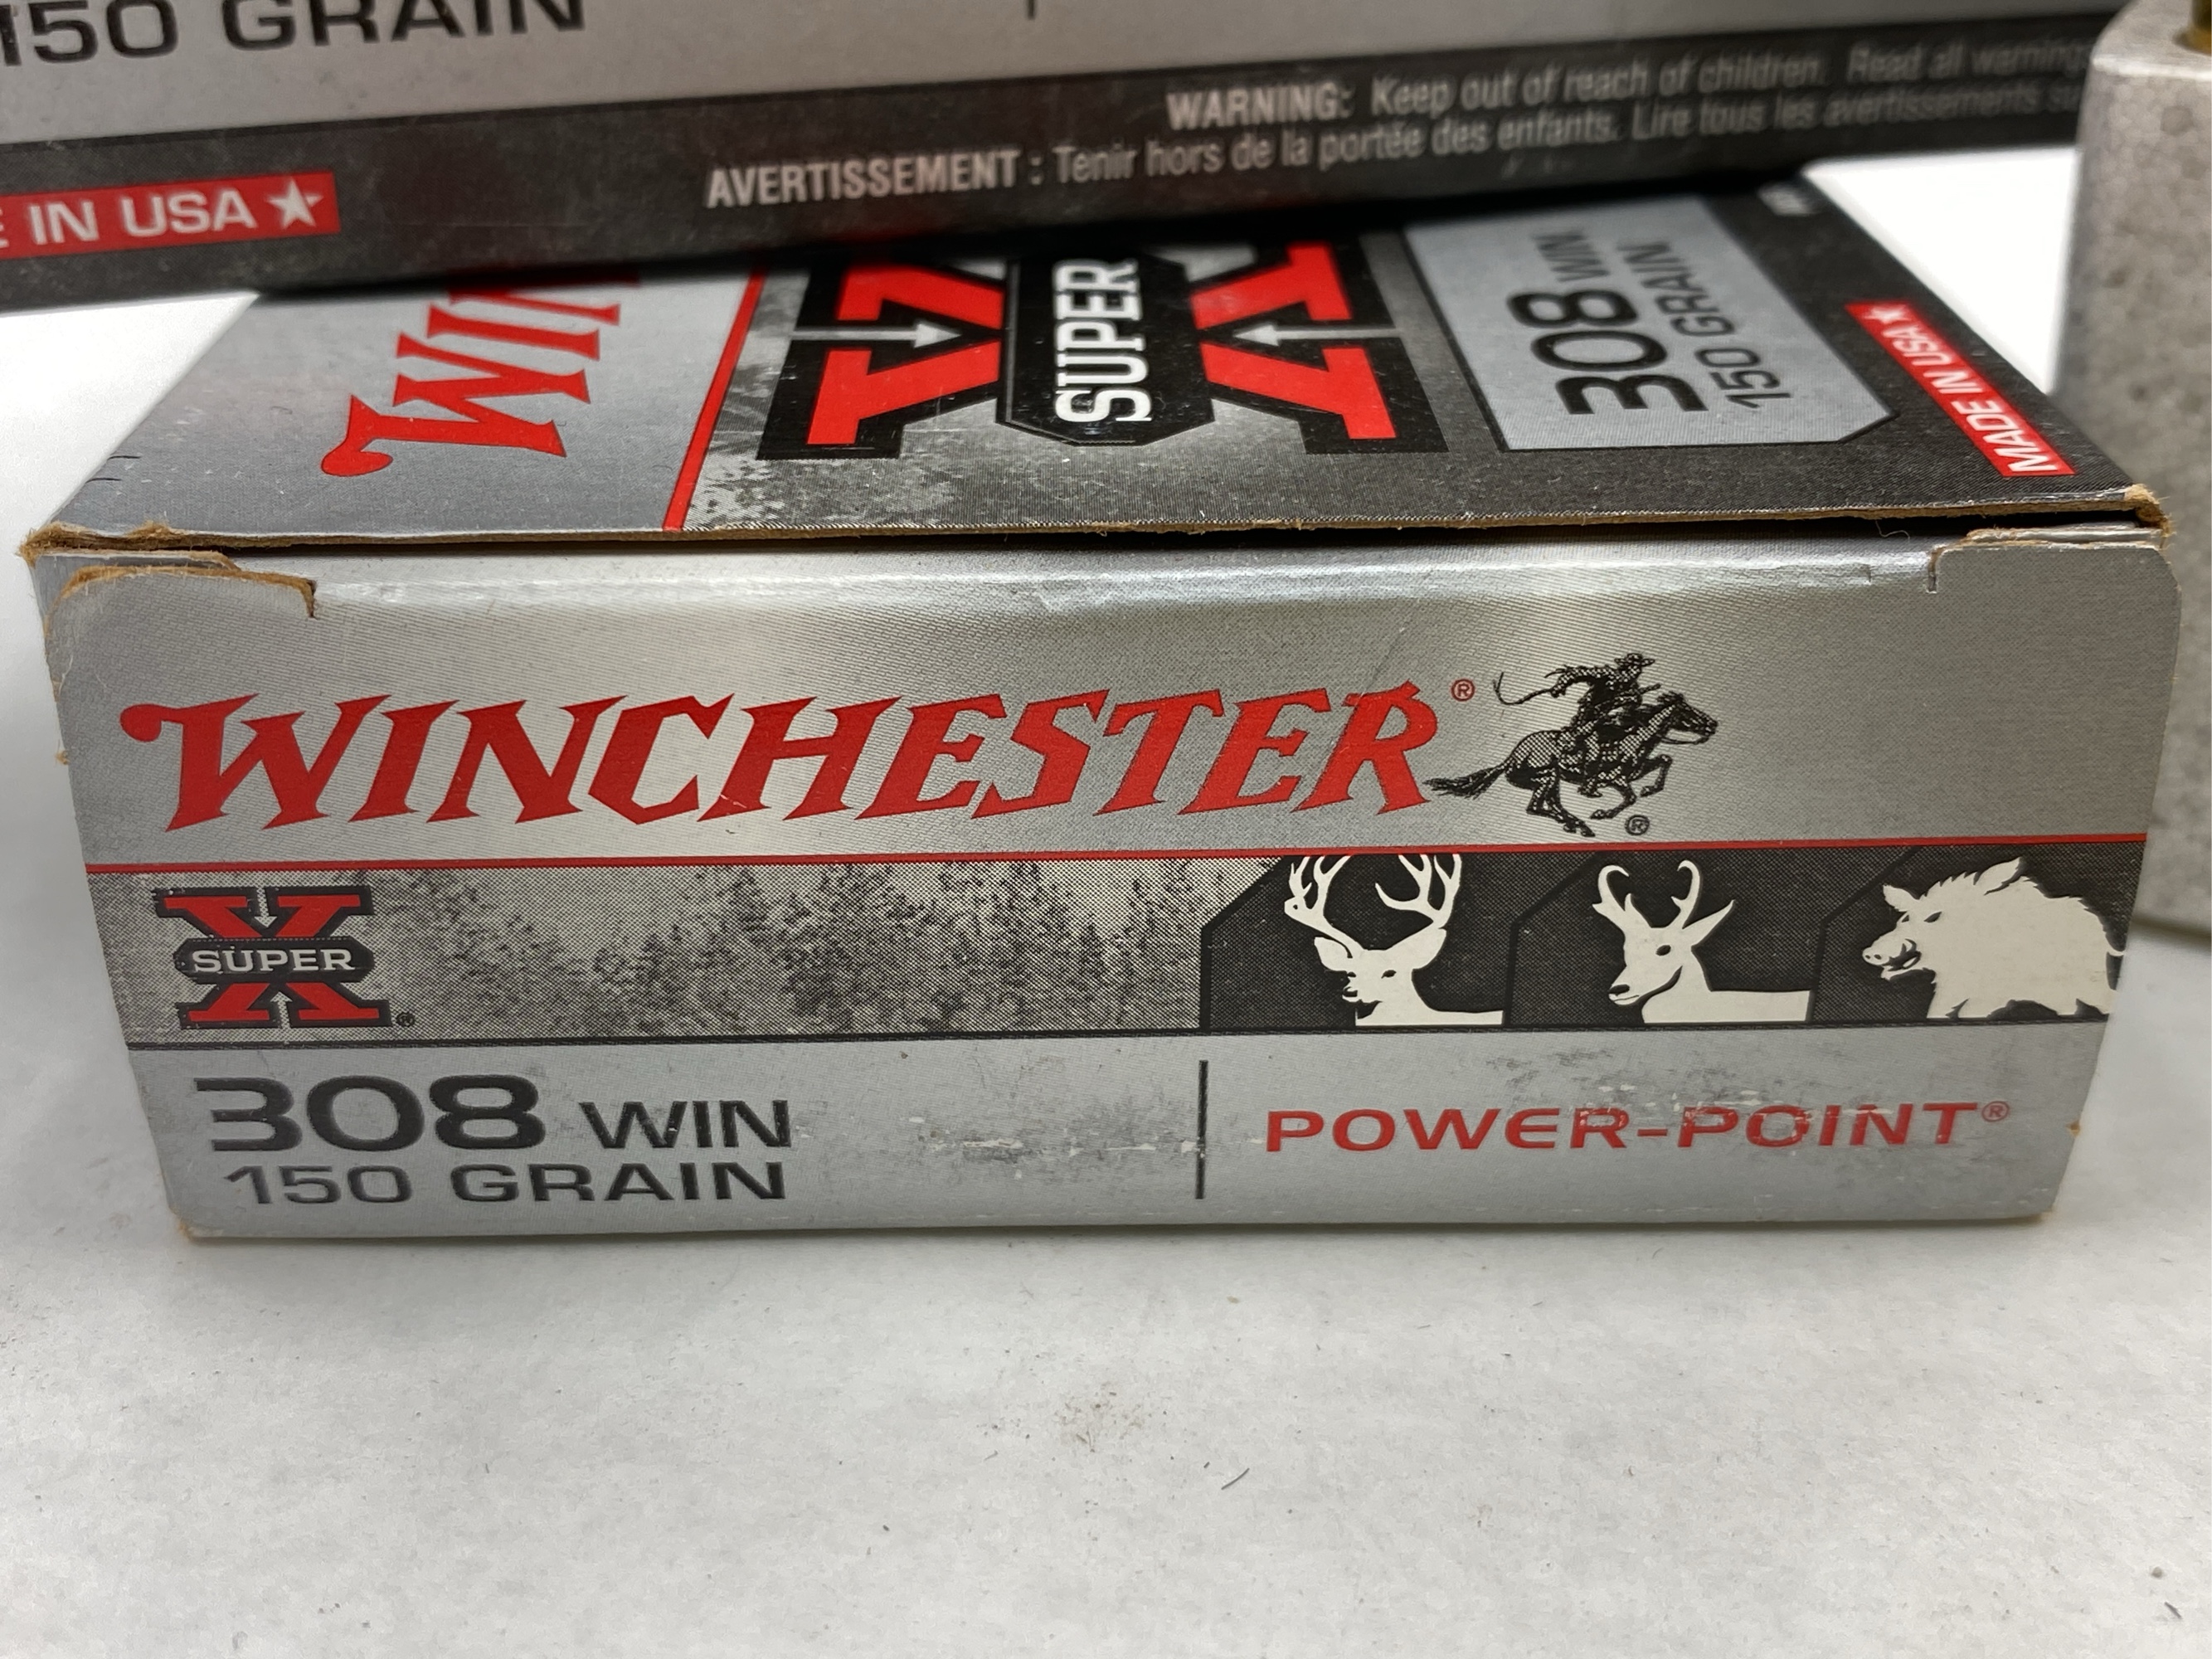 150 GRAIN
WARNING: Keep out of reach of children. Read all warnings
AVERTISSEMENT : Tenir hors de la portée des enfants. Lire tous les avertissements
IN USA
SUPER X
308 WIN
150 GRAIN
MADE IN USA
WINCHESTER®
®
X
SUPER
®
308 WIN
150 GRAIN
POWER-POINT®